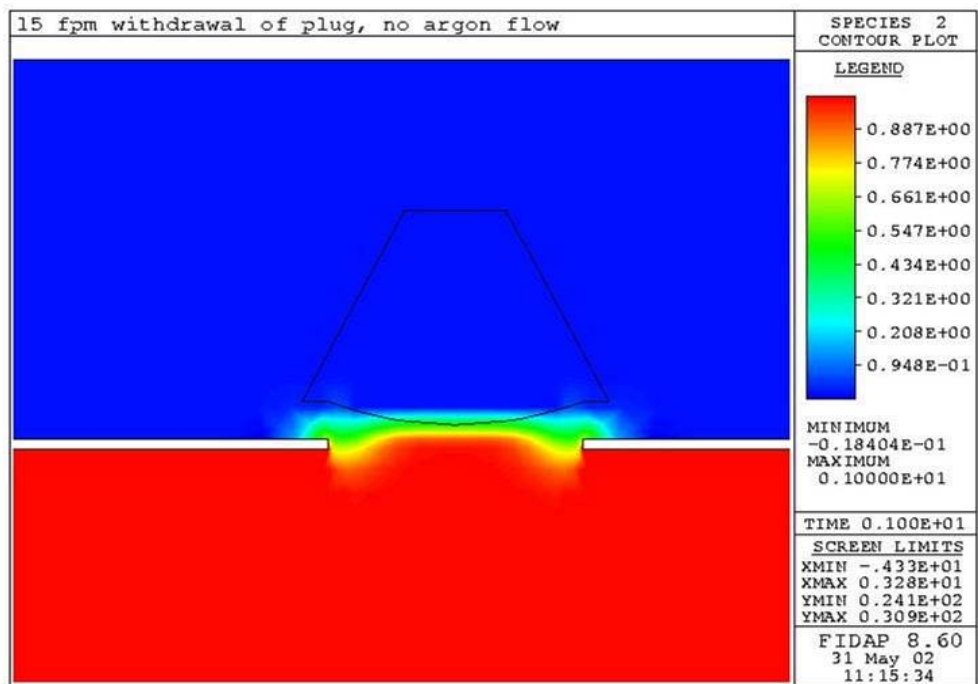 15 fpm withdrawal of plug, no argon flow
SPECIES 2
CONTOUR PLOT
LEGEND
0.887E+00
0.774E+00
0.661E+00
0.547E+00
0.434E+00
0.321E+00
0.208E+00
0.948E-01
MINIMUM
-0.18404E-01
MAXIMUM
0.10000E+01
TIME 0.100E+01
SCREEN LIMITS
XMIN -.433E+01
XMAX 0.328E+01
YMIN 0.241E+02
YMAX 0.309E+02
FIDAP 8.60
31 May 02
11:15:34